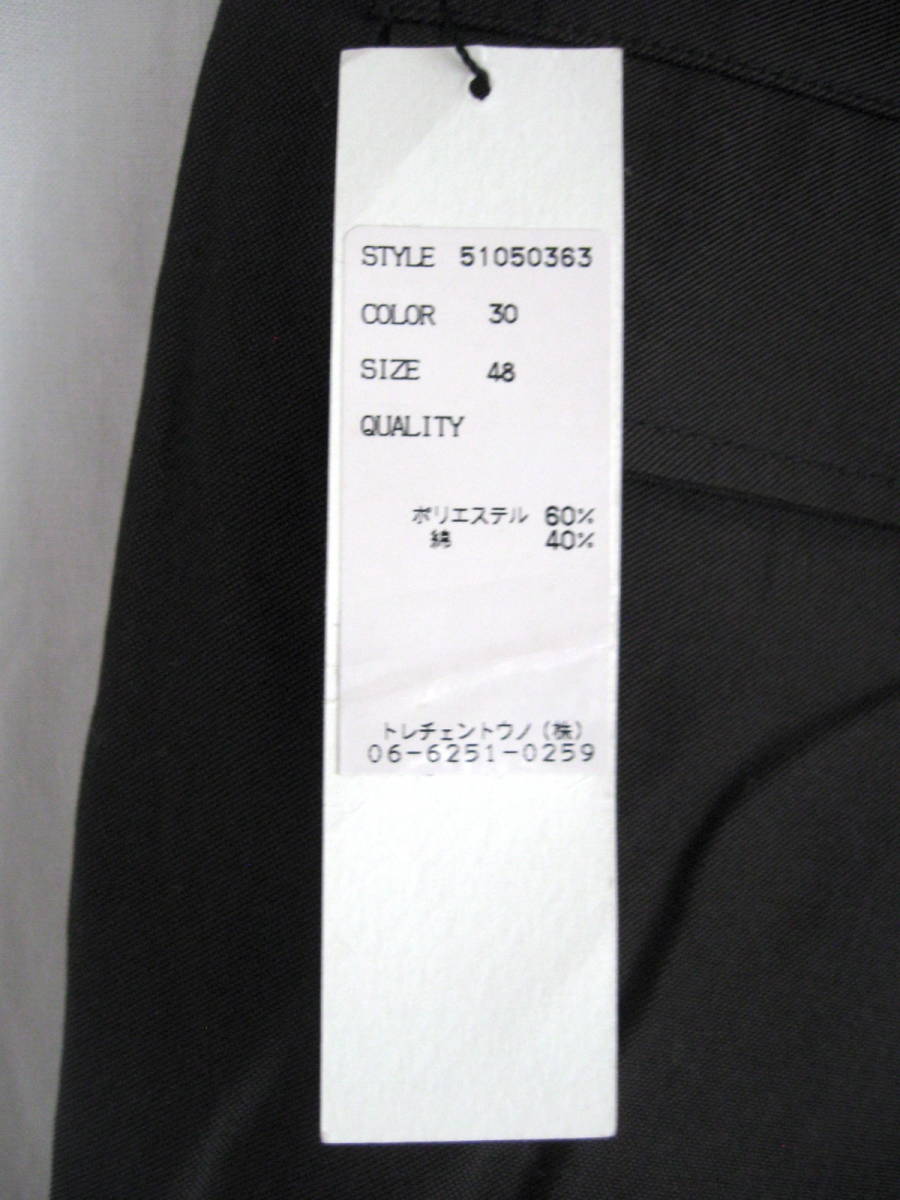 STYLE 51050363
COLOR 30
SIZE 48
QUALITY
ポリエステル 60%
綿 40%
トレチェントウノ(株)
06-6251-0259